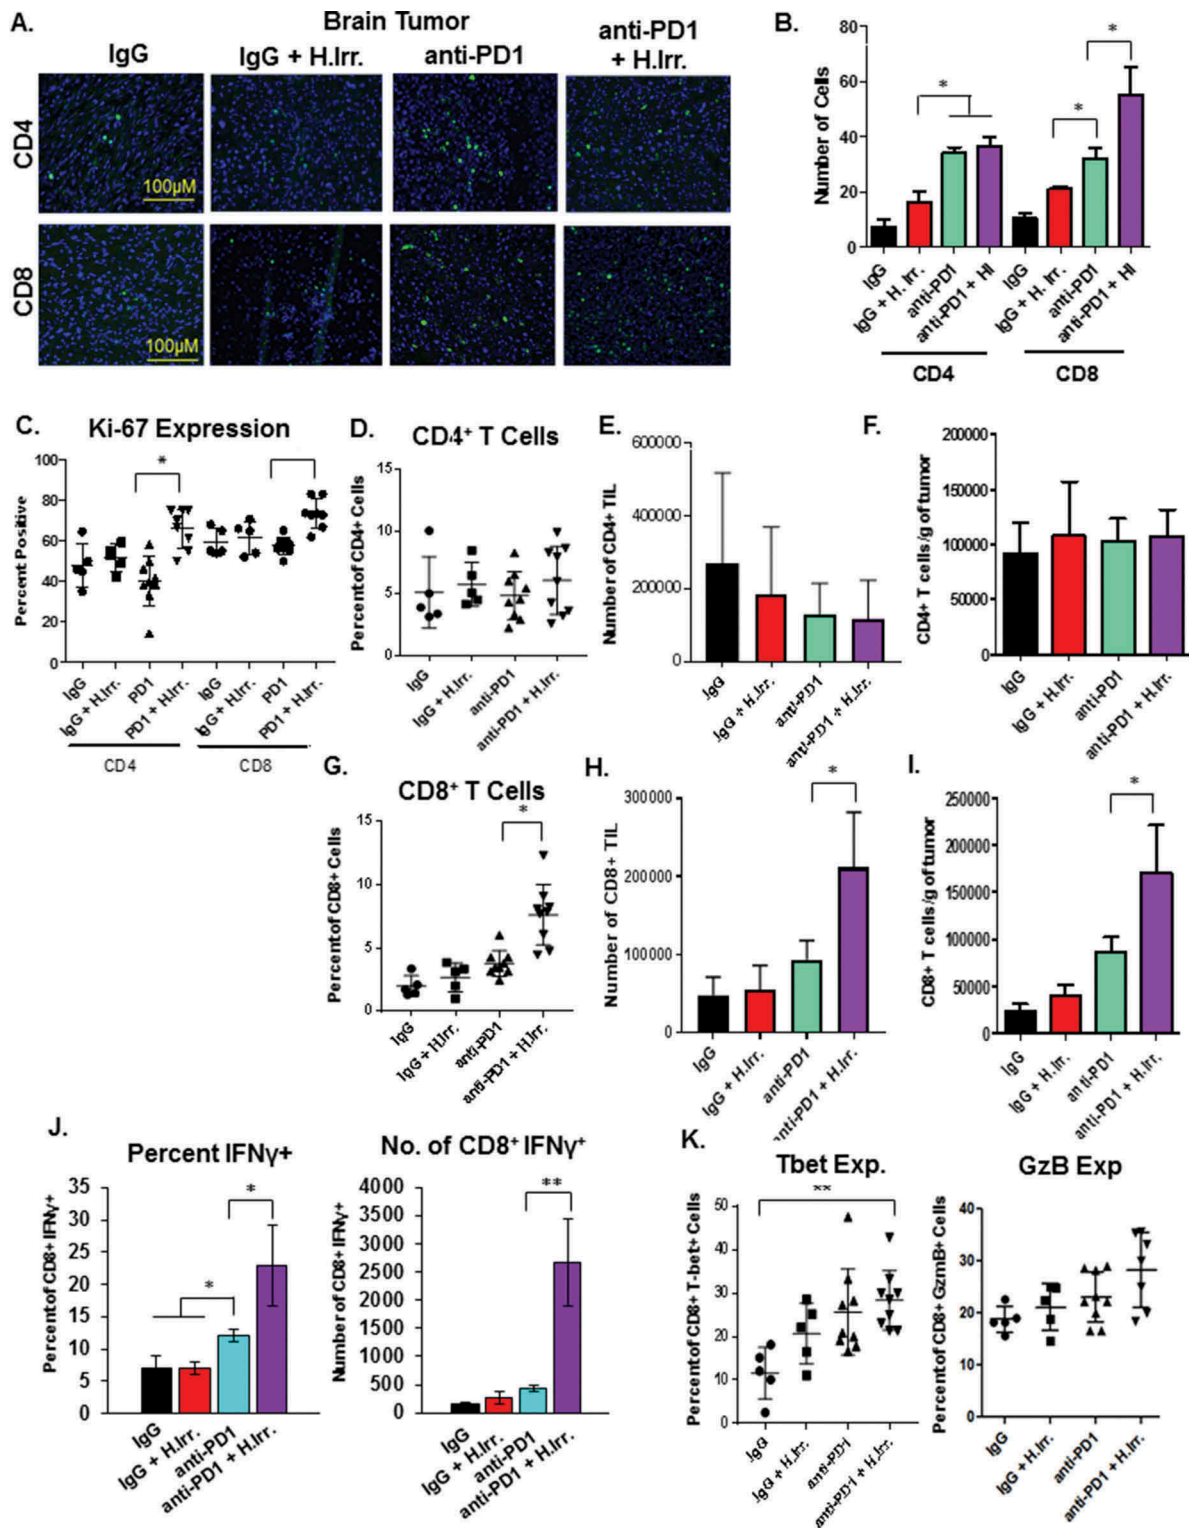 A.
Brain Tumor
IgG
IgG + H.Irr.
anti-PD1
anti-PD1
+ H.Irr.
CD4
100µM
CD8
100µM
B.
Number of Cells
80
60
40
20
0
IgG
IgG + H. Irr.
anti-PD1
anti-PD1 + HI
IgG
IgG + H. Irr.
anti-PD1
anti-PD1 + HI
CD4
CD8
*
*
*
C.
Ki-67 Expression
Percent Positive
100
80
60
40
20
0
*
IgG
IgG + H.Irr.
PD1
PD1 + H.Irr.
IgG
IgG + H.Irr.
PD1
PD1 + H.Irr.
CD4
CD8
D.
CD4+ T Cells
Percent of CD4+ Cells
15
10
5
0
IgG
IgG + H.Irr.
anti-PD1
anti-PD1 + H.Irr.
E.
Number of CD4+ TIL
600000
400000
200000
0
IgG
IgG + H.Irr.
anti-PD1
anti-PD1 + H.Irr.
F.
CD4+ T cells/g of tumor
200000
150000
100000
50000
0
IgG
IgG + H.Irr.
anti-PD1
anti-PD1 + H.Irr.
G.
CD8+ T Cells
Percent of CD8+ Cells
15
10
5
0
*
IgG
IgG + H.Irr.
anti-PD1
anti-PD1 + H.Irr.
H.
Number of CD8+ TIL
300000
200000
100000
0
*
IgG
IgG + H.Irr.
anti-PD1
anti-PD1 + H.Irr.
I.
CD8+ T cells/g of tumor
250000
200000
150000
100000
50000
0
*
IgG
IgG + H.Irr.
anti-PD1
anti-PD1 + H.Irr.
J.
Percent IFNγ+
Percent of CD8+ IFNγ+
35
30
25
20
15
10
5
0
*
*
IgG
IgG + H.Irr.
anti-PD1
anti-PD1 + H.Irr.
No. of CD8+ IFNγ+
Number of CD8+ IFNγ+
4000
3500
3000
2500
2000
1500
1000
500
0
**
IgG
IgG + H.Irr.
anti-PD1
anti-PD1 + H.Irr.
K.
Tbet Exp.
Percent of CD8+ T-bet+ Cells
50
40
30
20
10
0
**
IgG
IgG + H.Irr.
anti-PD1
anti-PD1 + H.Irr.
GzB Exp
Percent of CD8+ GzmB+ Cells
40
30
20
10
0
IgG
IgG + H.Irr.
anti-PD1
anti-PD1 + H.Irr.